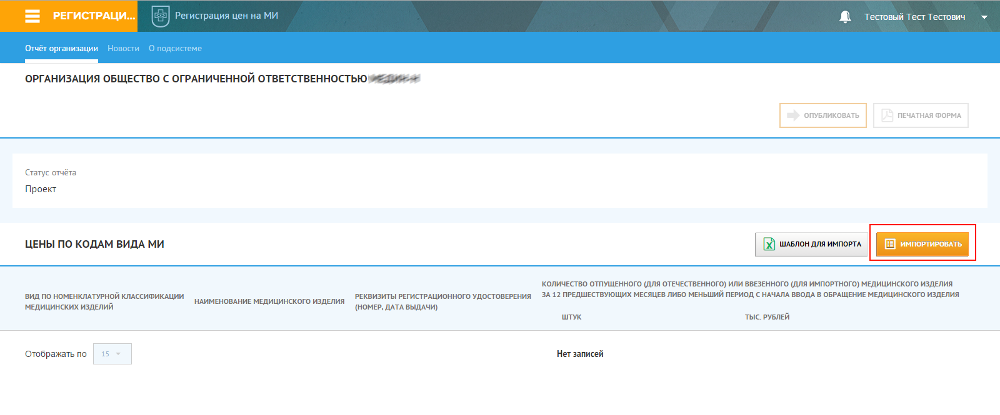 РЕГИСТРАЦИ...
Регистрация цен на МИ
Тестовый Тест Тестович
Отчёт организации
Новости
О подсистеме
ОРГАНИЗАЦИЯ ОБЩЕСТВО С ОГРАНИЧЕННОЙ ОТВЕТСТВЕННОСТЬЮ
ОПУБЛИКОВАТЬ
ПЕЧАТНАЯ ФОРМА
Статус отчёта
Проект
ЦЕНЫ ПО КОДАМ ВИДА МИ
ШАБЛОН ДЛЯ ИМПОРТА
ИМПОРТИРОВАТЬ
ВИД ПО НОМЕНКЛАТУРНОЙ КЛАССИФИКАЦИИ
МЕДИЦИНСКИХ ИЗДЕЛИЙ
НАИМЕНОВАНИЕ МЕДИЦИНСКОГО ИЗДЕЛИЯ
РЕКВИЗИТЫ РЕГИСТРАЦИОННОГО УДОСТОВЕРЕНИЯ
(НОМЕР, ДАТА ВЫДАЧИ)
КОЛИЧЕСТВО ОТПУЩЕННОГО (ДЛЯ ОТЕЧЕСТВЕННОГО) ИЛИ ВВЕЗЕННОГО (ДЛЯ ИМПОРТНОГО) МЕДИЦИНСКОГО ИЗДЕЛИЯ
ЗА 12 ПРЕДШЕСТВУЮЩИХ МЕСЯЦЕВ ЛИБО МЕНЬШИЙ ПЕРИОД С НАЧАЛА ВВОДА В ОБРАЩЕНИЕ МЕДИЦИНСКОГО ИЗДЕЛИЯ
ШТУК
ТЫС. РУБЛЕЙ
Отображать по
15
Нет записей